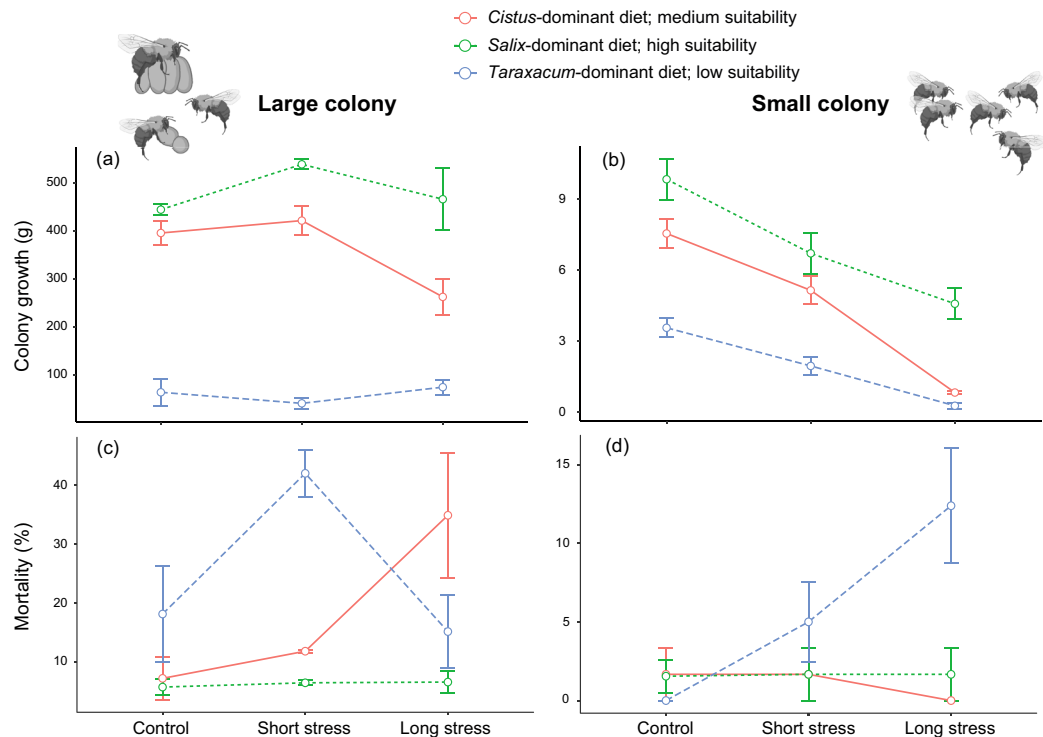 Cistus-dominant diet; medium suitability
Salix-dominant diet; high suitability
Taraxacum-dominant diet; low suitability
Large colony
Small colony
(a)
(b)
Colony growth (g)
500
400
300
200
100
9
6
3
0
(c)
(d)
Mortality (%)
40
30
20
10
15
10
5
0
Control Short stress Long stress
Control Short stress Long stress